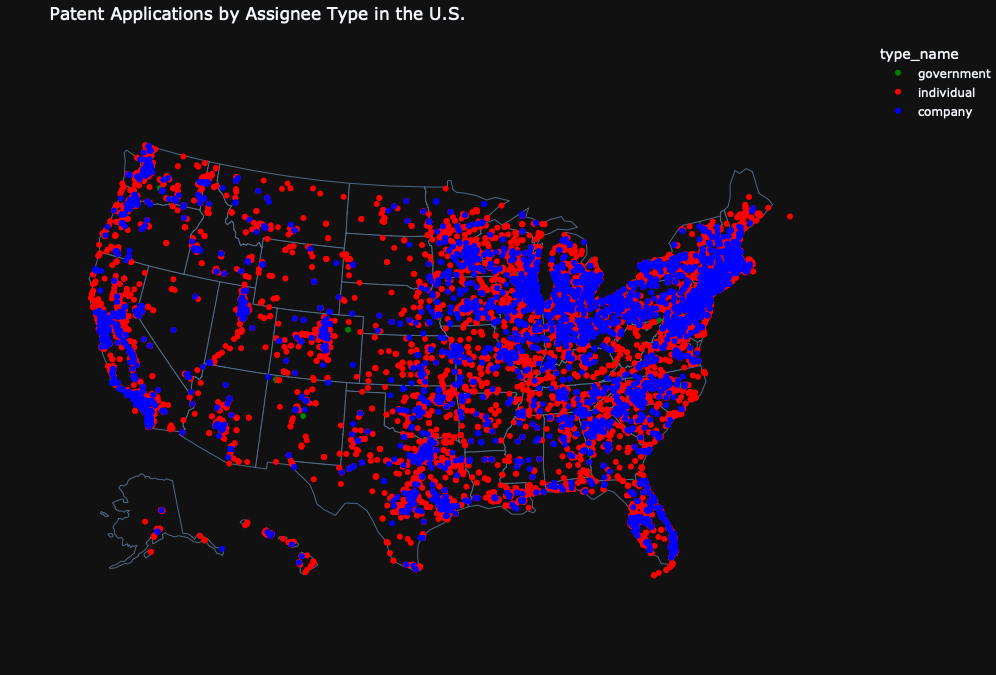 Patent Applications by Assignee Type in the U.S.
type_name
government
individual
company